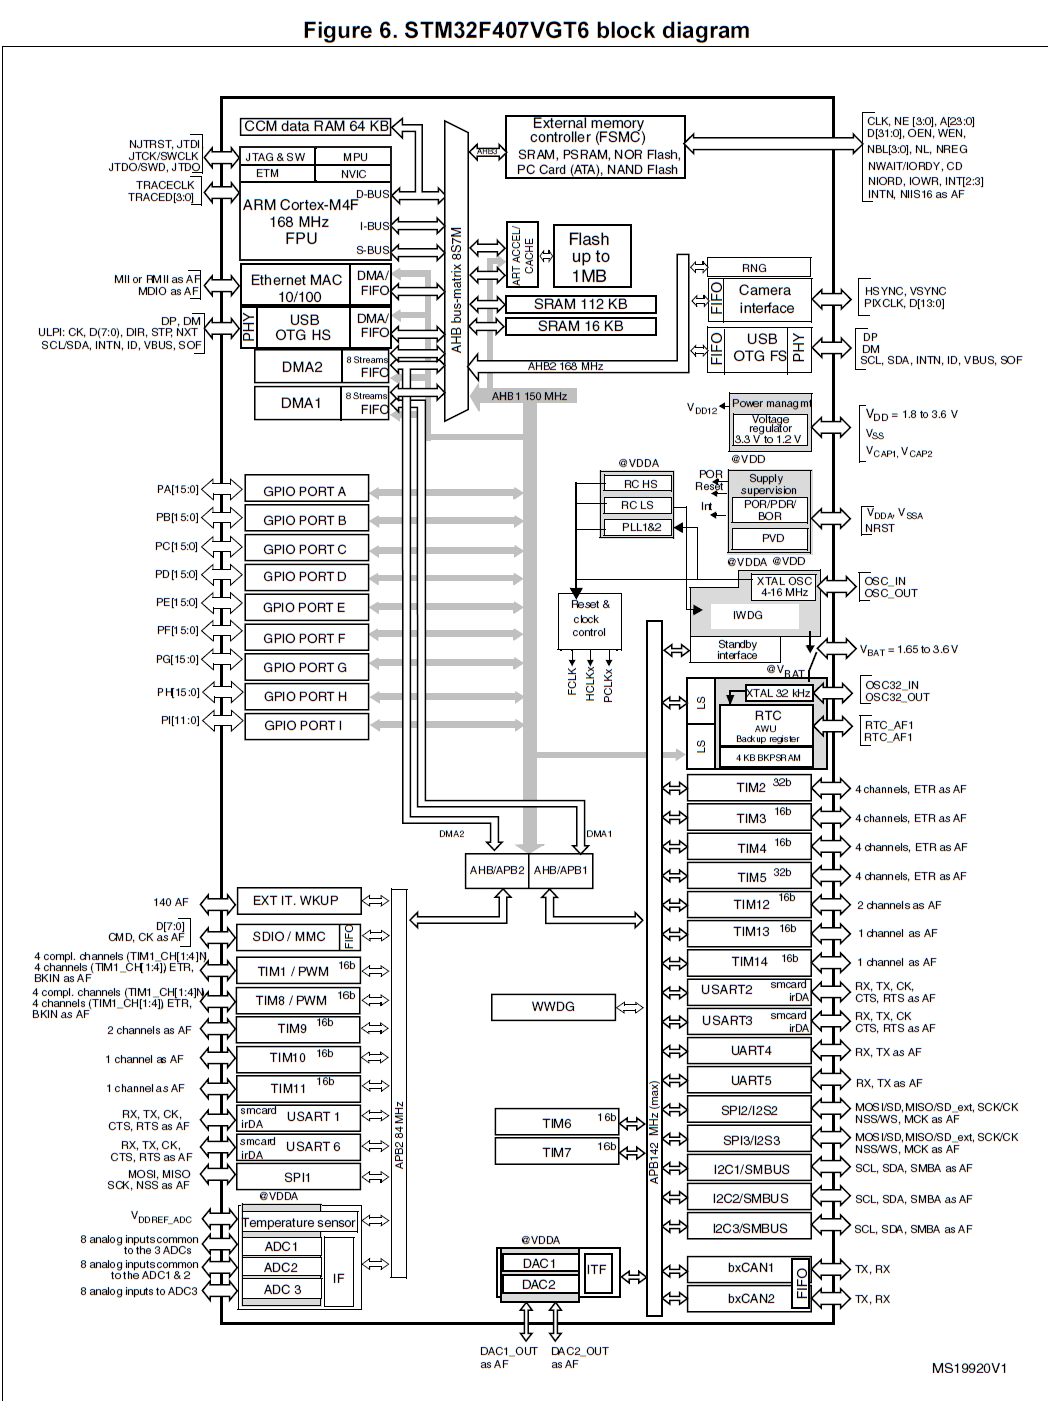 Figure 6. STM32F407VGT6 block diagram
CCM data RAM 64 KB
NJTRST, JTDI
JTCK/SWCLK
JTDO/SWD, JTDO
TRACECLK
TRACED[3:0]
JTAG & SW
MPU
ETM
NVIC
ARM Cortex-M4F
168 MHz
FPU
D-BUS
I-BUS
S-BUS
MII or RMII as AF
MDIO as AF
Ethernet MAC
10/100
DMA/
FIFO
DP, DM
ULPI: CK, D(7:0), DIR, STP, NXT
SCL/SDA, INTN, ID, VBUS, SOF
PHY
USB
OTG HS
DMA/
FIFO
DMA2
8 Streams
FIFO
DMA1
8 Streams
FIFO
AHB bus-matrix 8S7M
AHB3
External memory
controller (FSMC)
SRAM, PSRAM, NOR Flash,
PC Card (ATA), NAND Flash
CLK, NE [3:0], A[23:0]
D[31:0], OEN, WEN,
NBL[3:0], NL, NREG
NWAIT/IORDY, CD
NIORD, IOWR, INT[2:3]
INTN, NIIS16 as AF
ART ACCEL/
CACHE
Flash
up to
1MB
SRAM 112 KB
SRAM 16 KB
AHB2 168 MHz
AHB1 150 MHz
RNG
FIFO
Camera
interface
HSYNC, VSYNC
PIXCLK, D[13:0]
FIFO
USB
OTG FS
PHY
DP
DM
SCL, SDA, INTN, ID, VBUS, SOF
VDD12
Power managmt
Voltage
regulator
3.3 V to 1.2 V
@VDD
VDD = 1.8 to 3.6 V
VSS
VCAP1, VCAP2
@VDDA
RC HS
RC LS
PLL1&2
POR
Reset
Int
Supply
supervision
POR/PDR/
BOR
PVD
VDDA, VSSA
NRST
@VDDA @VDD
XTAL OSC
4-16 MHz
OSC_IN
OSC_OUT
IWDG
Reset &
clock
control
FCLK
HCLKx
PCLKx
Standby
interface
@VBAT
VBAT = 1.65 to 3.6 V
LS
LS
XTAL 32 kHz
OSC32_IN
OSC32_OUT
RTC
AWU
Backup register
4 KB BKPSRAM
RTC_AF1
RTC_AF1
PA[15:0]
GPIO PORT A
PB[15:0]
GPIO PORT B
PC[15:0]
GPIO PORT C
PD[15:0]
GPIO PORT D
PE[15:0]
GPIO PORT E
PF[15:0]
GPIO PORT F
PG[15:0]
GPIO PORT G
PH[15:0]
GPIO PORT H
PI[11:0]
GPIO PORT I
DMA2
DMA1
AHB/APB2
AHB/APB1
140 AF
EXT IT. WKUP
D[7:0]
CMD, CK as AF
SDIO / MMC
FIFO
4 compl. channels (TIM1_CH[1:4]N
4 channels (TIM1_CH[1:4]) ETR,
BKIN as AF
TIM1 / PWM 16b
4 compl. channels (TIM1_CH[1:4]N
4 channels (TIM1_CH[1:4]) ETR,
BKIN as AF
TIM8 / PWM 16b
2 channels as AF
TIM9 16b
1 channel as AF
TIM10 16b
1 channel as AF
TIM11 16b
RX, TX, CK,
CTS, RTS as AF
smcard
irDA
USART 1
RX, TX, CK,
CTS, RTS as AF
smcard
irDA
USART 6
MOSI, MISO
SCK, NSS as AF
SPI1
@VDDA
VDDREF_ADC
Temperature sensor
8 analog inputs common
to the 3 ADCs
ADC1
8 analog inputs common
to the ADC1 & 2
ADC2
8 analog inputs to ADC3
ADC 3
IF
APB2 84 MHz
WWDG
TIM6 16b
TIM7 16b
@VDDA
DAC1
DAC2
ITF
DAC1_OUT
as AF
DAC2_OUT
as AF
APB142 MHz (max)
TIM2 32b
4 channels, ETR as AF
TIM3 16b
4 channels, ETR as AF
TIM4 16b
4 channels, ETR as AF
TIM5 32b
4 channels, ETR as AF
TIM12 16b
2 channels as AF
TIM13 16b
1 channel as AF
TIM14 16b
1 channel as AF
USART2
smcard
irDA
RX, TX, CK,
CTS, RTS as AF
USART3
smcard
irDA
RX, TX, CK
CTS, RTS as AF
UART4
RX, TX as AF
UART5
RX, TX as AF
SPI2/I2S2
MOSI/SD, MISO/SD_ext, SCK/CK
NSS/WS, MCK as AF
SPI3/I2S3
MOSI/SD, MISO/SD_ext, SCK/CK
NSS/WS, MCK as AF
I2C1/SMBUS
SCL, SDA, SMBA as AF
I2C2/SMBUS
SCL, SDA, SMBA as AF
I2C3/SMBUS
SCL, SDA, SMBA as AF
bxCAN1
TX, RX
bxCAN2
FIFO
TX, RX
MS19920V1